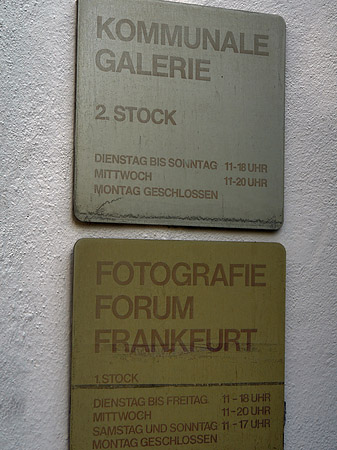 KOMMUNALE
GALERIE
2. STOCK
DIENSTAG BIS SONNTAG 11-18 UHR
MITTWOCH 11-20 UHR
MONTAG GESCHLOSSEN
FOTOGRAFIE
FORUM
FRANKFURT
1. STOCK
DIENSTAG BIS FREITAG 11-18 UHR
MITTWOCH 11-20 UHR
SAMSTAG UND SONNTAG 11-17 UHR
MONTAG GESCHLOSSEN